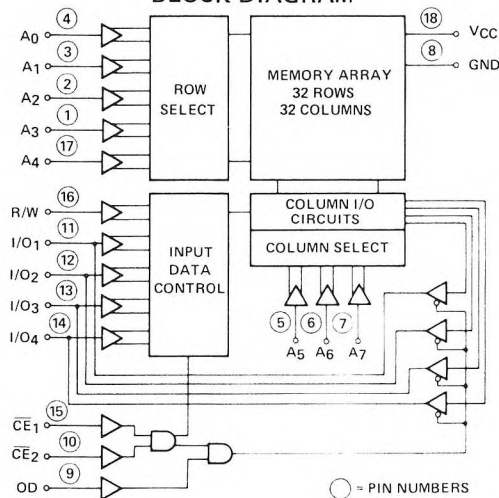 BLOCK DIAGRAM
4
A0
3
A1
2
A2
1
A3
17
A4
ROW
SELECT
MEMORY ARRAY
32 ROWS
32 COLUMNS
18
VCC
8
GND
16
R/W
11
I/O1
12
I/O2
13
I/O3
14
I/O4
INPUT
DATA
CONTROL
COLUMN I/O
CIRCUITS
COLUMN SELECT
5 6 7
A5 A6 A7
15
CE1
10
CE2
9
OD
= PIN NUMBERS